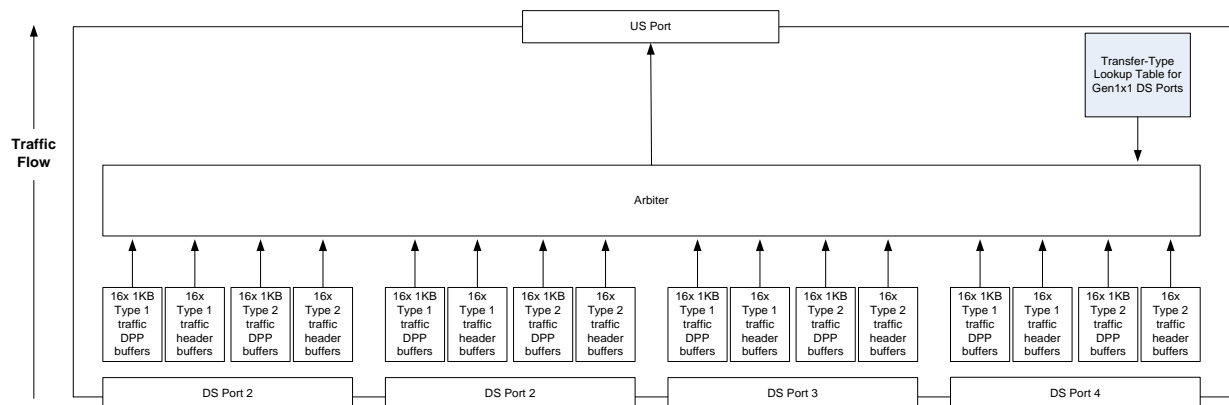 US Port
Transfer-Type
Lookup Table for
Gen1x1 DS Ports
Traffic
Flow
Arbiter
16x 1KB
Type 1
traffic
DPP
buffers
16x
Type 1
traffic
header
buffers
16x 1KB
Type 2
traffic
DPP
buffers
16x
Type 2
traffic
header
buffers
16x 1KB
Type 1
traffic
DPP
buffers
16x
Type 1
traffic
header
buffers
16x 1KB
Type 2
traffic
DPP
buffers
16x
Type 2
traffic
header
buffers
16x 1KB
Type 1
traffic
DPP
buffers
16x
Type 1
traffic
header
buffers
16x 1KB
Type 2
traffic
DPP
buffers
16x
Type 2
traffic
header
buffers
16x 1KB
Type 1
traffic
DPP
buffers
16x
Type 1
traffic
header
buffers
16x 1KB
Type 2
traffic
DPP
buffers
16x
Type 2
traffic
header
buffers
DS Port 2
DS Port 2
DS Port 3
DS Port 4